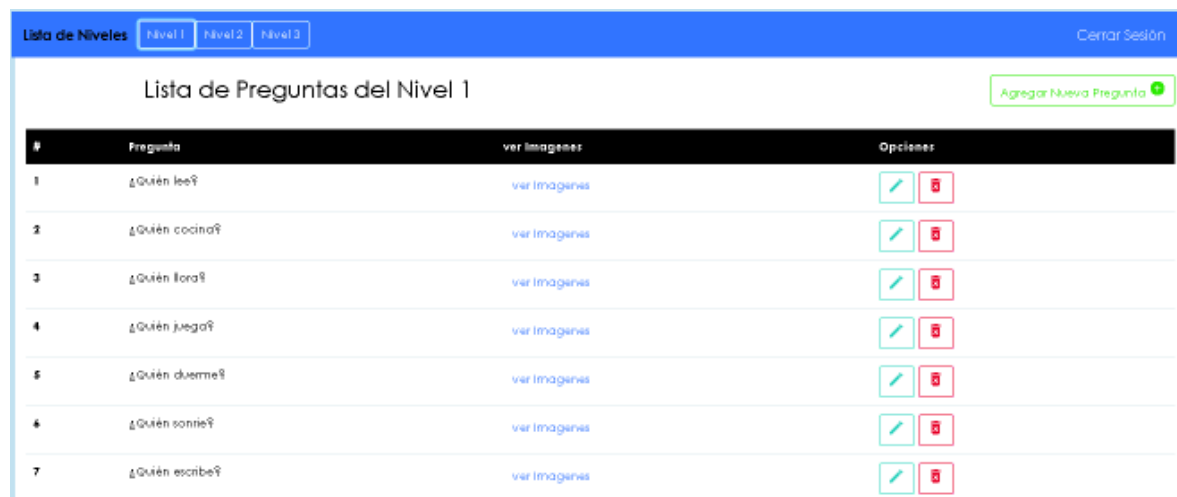 Lista de Niveles Nivel 1 Nivel 2 Nivel 3 Cerrar Sesión
Lista de Preguntas del Nivel 1 Agregar Nueva Pregunta
# Pregunta ver Imagenes Opciones
1 ¿Quién lee? ver Imagenes
2 ¿Quién cocina? ver Imagenes
3 ¿Quién llora? ver Imagenes
4 ¿Quién juega? ver Imagenes
5 ¿Quién duerme? ver Imagenes
6 ¿Quién sonrie? ver Imagenes
7 ¿Quién escribe? ver Imagenes